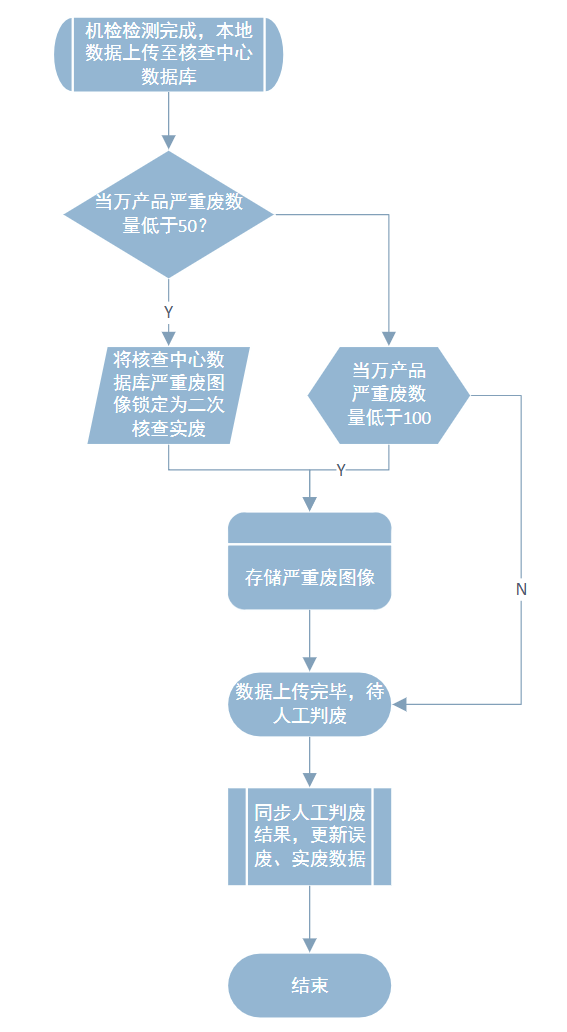 机检检测完成，本地
数据上传至核查中心
数据库
当万产品严重废数
量低于50？
Y
将核查中心数
据库严重废图
像锁定为二次
核查实废
当万产品
严重废数
量低于100
Y
存储严重废图像
N
数据上传完毕，待
人工判废
同步人工判废
结果，更新误
废、实废数据
结束